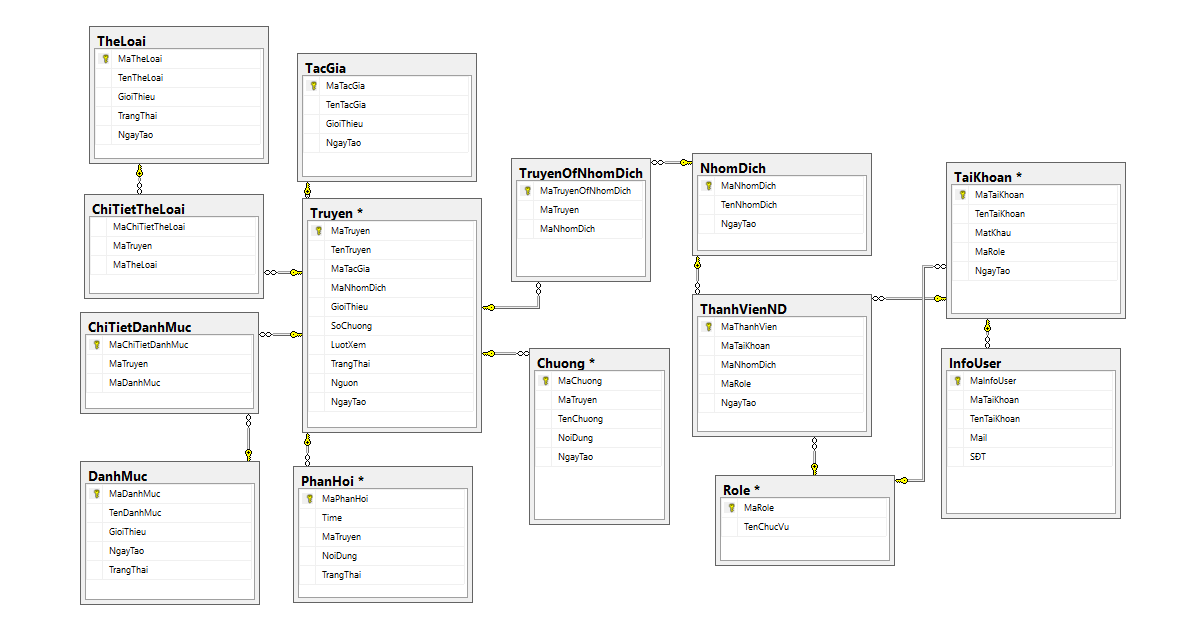 TheLoai
MaTheLoai
TenTheLoai
GioiThieu
TrangThai
NgayTao
TacGia
MaTacGia
TenTacGia
GioiThieu
NgayTao
TruyenOfNhomDich
MaTruyenOfNhomDich
MaTruyen
MaNhomDich
NhomDich
MaNhomDich
TenNhomDich
NgayTao
TaiKhoan *
MaTaiKhoan
TenTaiKhoan
MatKhau
MaRole
NgayTao
ChiTietTheLoai
MaChiTietTheLoai
MaTruyen
MaTheLoai
Truyen *
MaTruyen
TenTruyen
MaTacGia
MaNhomDich
GioiThieu
SoChuong
LuotXem
TrangThai
Nguon
NgayTao
ThanhVienND
MaThanhVien
MaTaiKhoan
MaNhomDich
MaRole
NgayTao
ChiTietDanhMuc
MaChiTietDanhMuc
MaTruyen
MaDanhMuc
Chuong *
MaChuong
MaTruyen
TenChuong
NoiDung
NgayTao
InfoUser
MaInfoUser
MaTaiKhoan
TenTaiKhoan
Mail
SĐT
DanhMuc
MaDanhMuc
TenDanhMuc
GioiThieu
NgayTao
TrangThai
PhanHoi *
MaPhanHoi
Time
MaTruyen
NoiDung
TrangThai
Role *
MaRole
TenChucVu